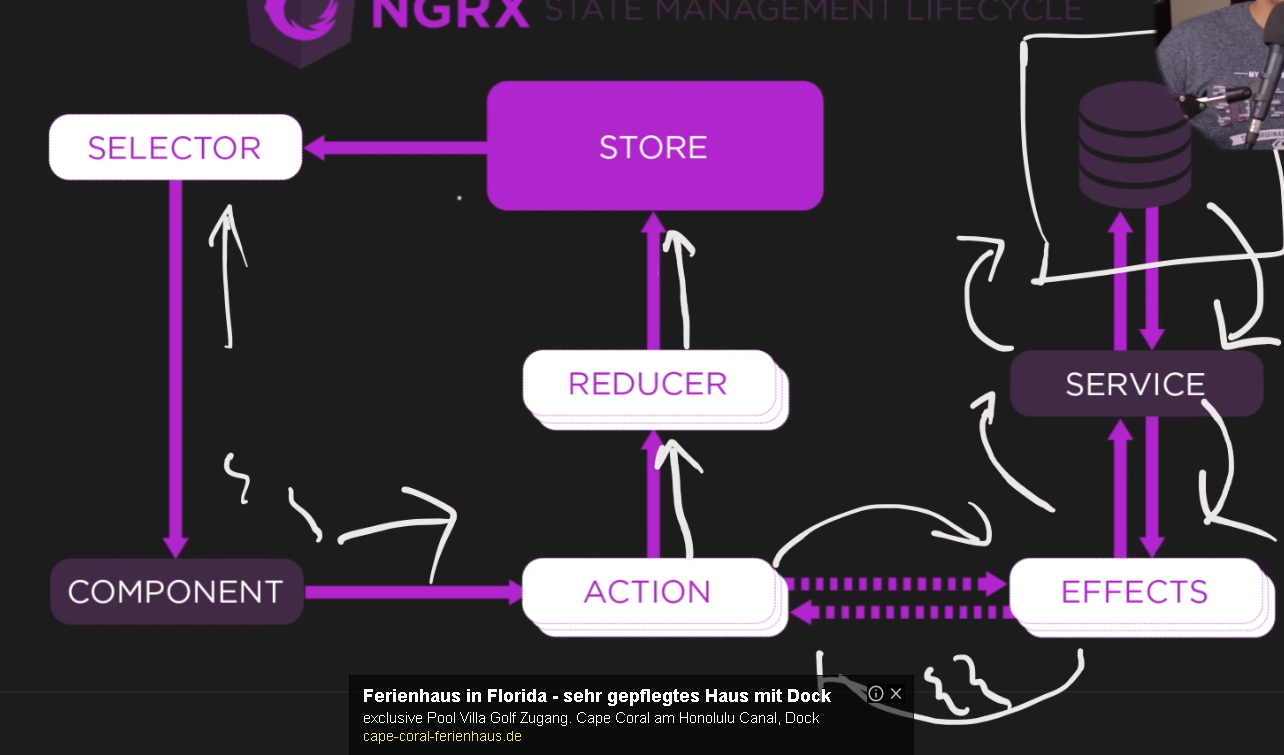 NGRX STATE MANAGEMENT LIFECYCLE
SELECTOR
STORE
REDUCER
SERVICE
COMPONENT
ACTION
EFFECTS
Ferienhaus in Florida - sehr gepflegtes Haus mit Dock
exclusive Pool Villa Golf Zugang. Cape Coral am Honolulu Canal, Dock
cape-coral-ferienhaus.de